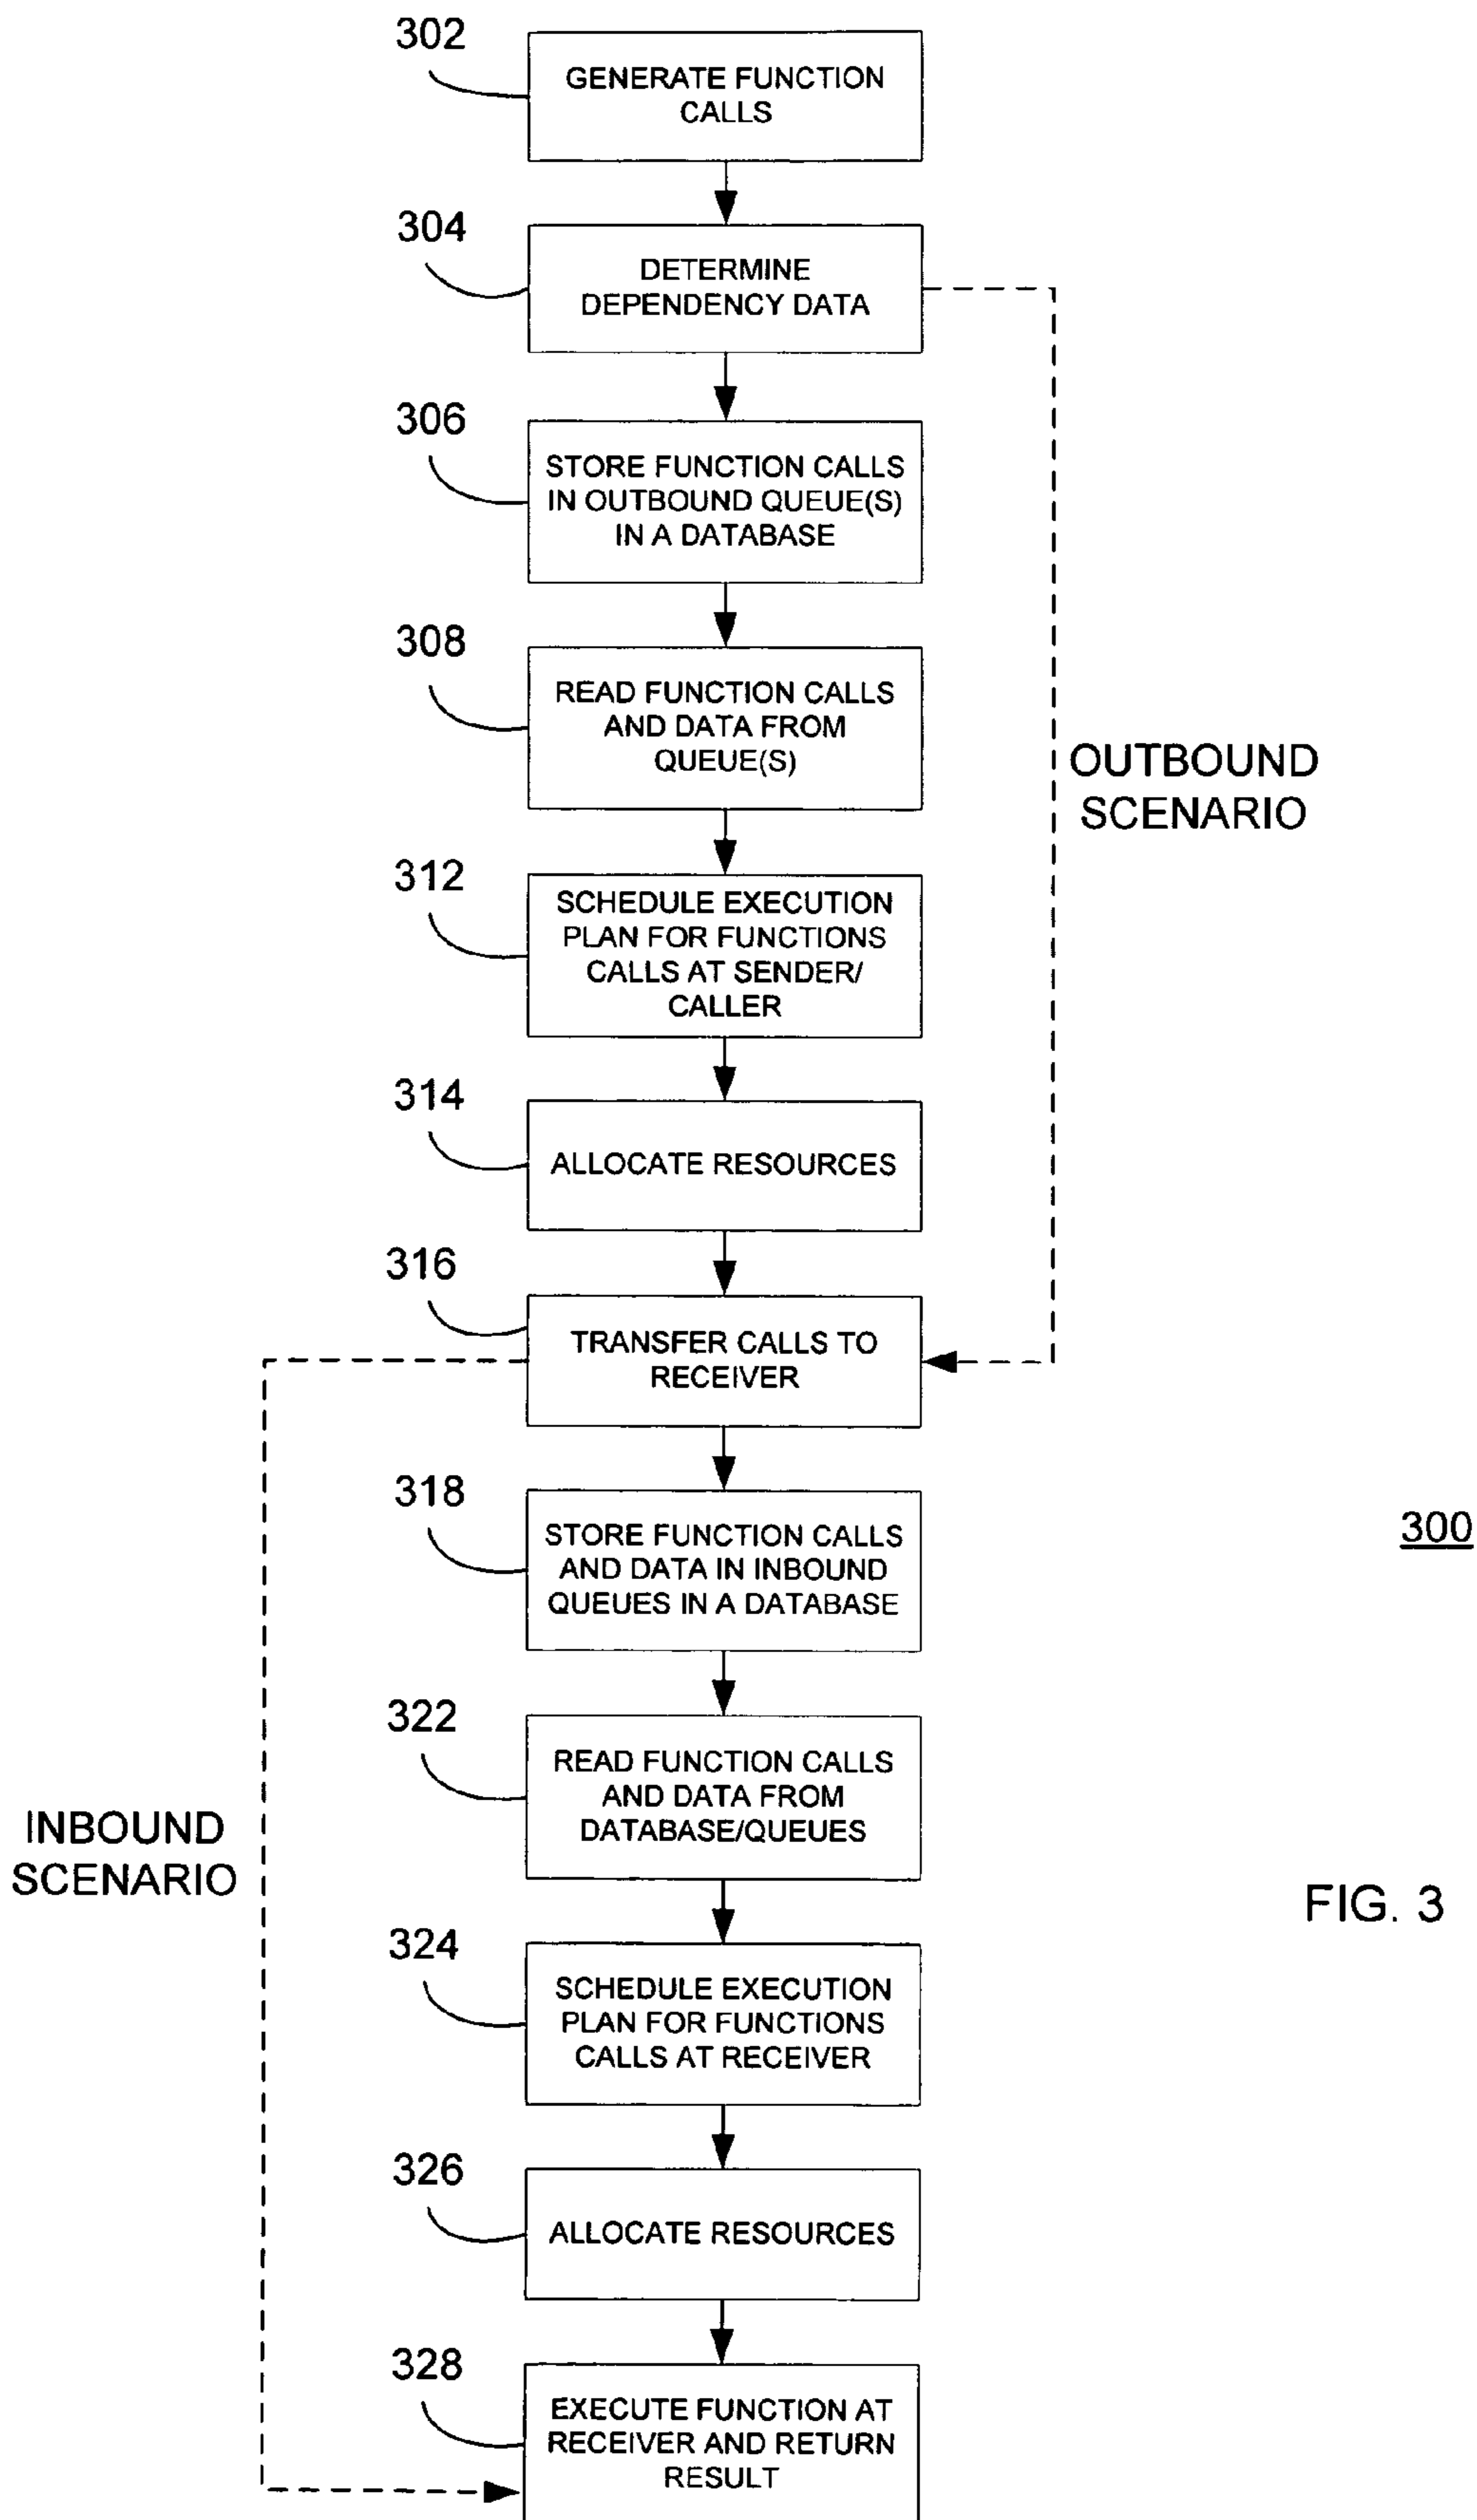 302
GENERATE FUNCTION
CALLS
304
DETERMINE
DEPENDENCY DATA
306
STORE FUNCTION CALLS
IN OUTBOUND QUEUE(S)
IN A DATABASE
308
READ FUNCTION CALLS
AND DATA FROM
QUEUE(S)
OUTBOUND
SCENARIO
312
SCHEDULE EXECUTION
PLAN FOR FUNCTIONS
CALLS AT SENDER/
CALLER
314
ALLOCATE RESOURCES
316
TRANSFER CALLS TO
RECEIVER
318
STORE FUNCTION CALLS
AND DATA IN INBOUND
QUEUES IN A DATABASE
300
322
READ FUNCTION CALLS
AND DATA FROM
DATABASE/QUEUES
INBOUND
SCENARIO
FIG. 3
324
SCHEDULE EXECUTION
PLAN FOR FUNCTIONS
CALLS AT RECEIVER
326
ALLOCATE RESOURCES
328
EXECUTE FUNCTION AT
RECEIVER AND RETURN
RESULT